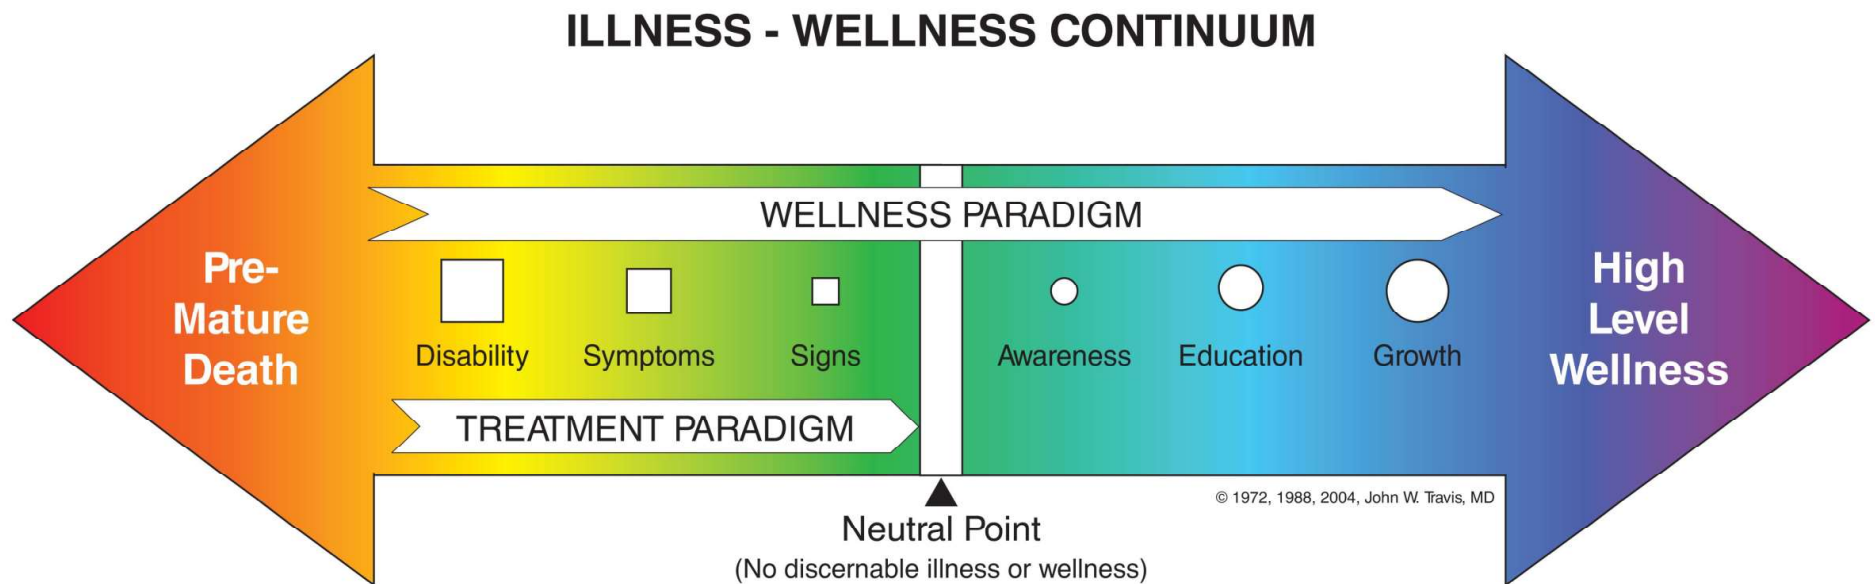 ILLNESS - WELLNESS CONTINUUM
WELLNESS PARADIGM
Pre-
Mature
Death
Disability
Symptoms
Signs
Awareness
Education
Growth
High
Level
Wellness
TREATMENT PARADIGM
© 1972, 1988, 2004, John W. Travis, MD
Neutral Point
(No discernable illness or wellness)